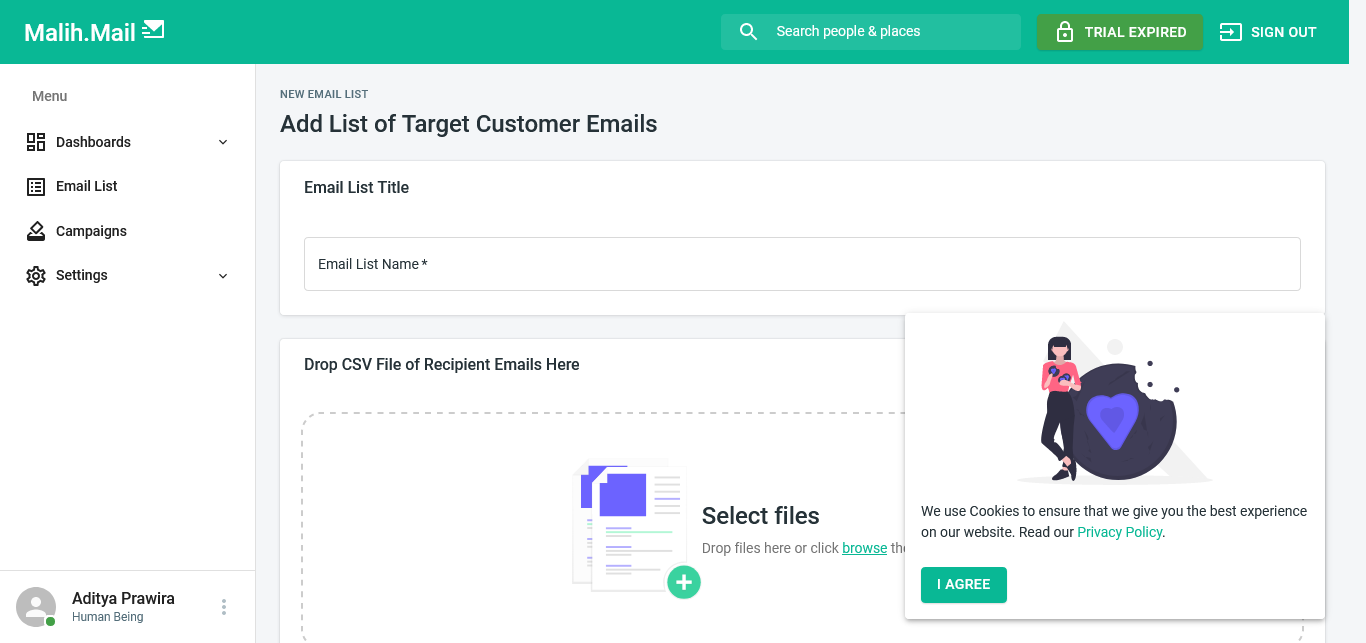 Malih.Mail
Search people & places
TRIAL EXPIRED
SIGN OUT
Menu
Dashboards
Email List
Campaigns
Settings
Aditya Prawira
Human Being
NEW EMAIL LIST
Add List of Target Customer Emails
Email List Title
Email List Name *
Drop CSV File of Recipient Emails Here
Select files
Drop files here or click browse the
We use Cookies to ensure that we give you the best experience
on our website. Read our Privacy Policy.
I AGREE